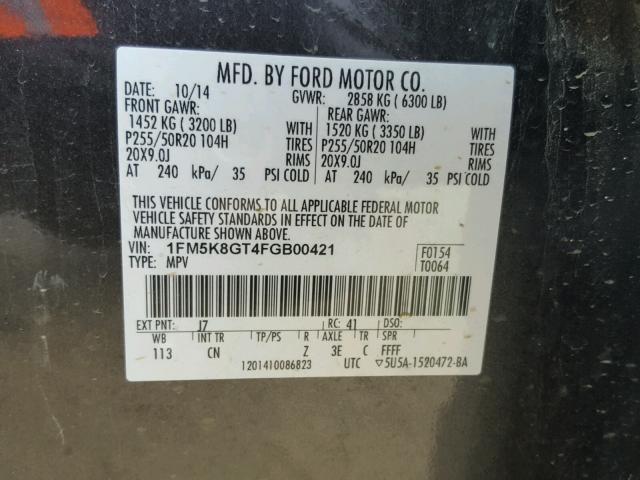 MFD. BY FORD MOTOR CO.
DATE: 10/14 GVWR: 2858 KG ( 6300 LB)
FRONT GAWR: REAR GAWR:
1452 KG ( 3200 LB) WITH 1520 KG ( 3350 LB) WITH
P255/50R20 104H TIRES P255/50R20 104H TIRES
20X9.0J RIMS 20X9.0J RIMS
AT 240 kPa/ 35 PSI COLD AT 240 kPa/ 35 PSI COLD
THIS VEHICLE CONFORMS TO ALL APPLICABLE FEDERAL MOTOR
VEHICLE SAFETY STANDARDS IN EFFECT ON THE DATE OF
MANUFACTURE SHOWN ABOVE.
VIN: 1FM5K8GT4FGB00421 F0154
TYPE: MPV T0064
EXT PNT: J7 RC: 41 DSO:
WB INT TR TP/PS R AXLE TR SPR
113 CN Z 3E C FFFF
1201410086823 UTC ▽5U5A-1520472-BA